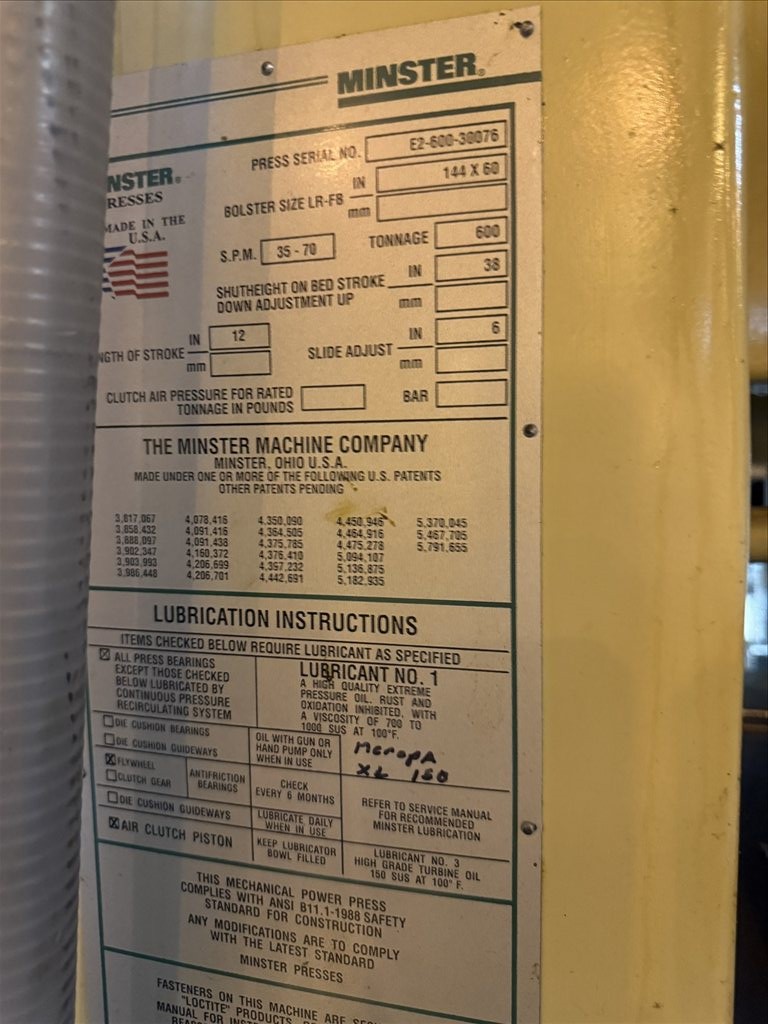 MINSTER®
NSTER®
RESSES
MADE IN THE
U.S.A.
PRESS SERIAL NO. E2-600-30076
BOLSTER SIZE LR-FB IN 144 X 60
mm
S.P.M. 35 - 70 TONNAGE 600
SHUTHEIGHT ON BED STROKE IN 38
DOWN ADJUSTMENT UP mm
NGTH OF STROKE IN 12
mm
SLIDE ADJUST IN 6
mm
CLUTCH AIR PRESSURE FOR RATED
TONNAGE IN POUNDS
BAR
THE MINSTER MACHINE COMPANY
MINSTER, OHIO U.S.A.
MADE UNDER ONE OR MORE OF THE FOLLOWING U.S. PATENTS
OTHER PATENTS PENDING
3,817,067 4,078,416 4,350,090 4,450,946 5,370,045
3,858,432 4,091,416 4,364,505 4,464,916 5,467,705
3,888,097 4,091,438 4,375,785 4,475,278 5,791,655
3,902,347 4,160,372 4,376,410 5,094,107
3,903,993 4,206,699 4,397,232 5,136,875
3,986,448 4,206,701 4,442,691 5,182,935
LUBRICATION INSTRUCTIONS
ITEMS CHECKED BELOW REQUIRE LUBRICANT AS SPECIFIED
☒ ALL PRESS BEARINGS
EXCEPT THOSE CHECKED
BELOW LUBRICATED BY
CONTINUOUS PRESSURE
RECIRCULATING SYSTEM
LUBRICANT NO. 1
A HIGH QUALITY EXTREME
PRESSURE OIL. RUST AND
OXIDATION INHIBITED, WITH
A VISCOSITY OF 700 TO
1000 SUS AT 100°F.
☐ DIE CUSHION BEARINGS
☐ DIE CUSHION GUIDEWAYS
OIL WITH GUN OR
HAND PUMP ONLY
WHEN IN USE
MeropA
XL 150
☒ FLYWHEEL
☐ CLUTCH GEAR
ANTIFRICTION
BEARINGS
CHECK
EVERY 6 MONTHS
REFER TO SERVICE MANUAL
FOR RECOMMENDED
MINSTER LUBRICATION
☐ DIE CUSHION GUIDEWAYS
LUBRICATE DAILY
WHEN IN USE
☒ AIR CLUTCH PISTON
KEEP LUBRICATOR
BOWL FILLED
LUBRICANT NO. 3
HIGH GRADE TURBINE OIL
150 SUS AT 100° F.
THIS MECHANICAL POWER PRESS
COMPLIES WITH ANSI B11.1-1988 SAFETY
STANDARD FOR CONSTRUCTION
ANY MODIFICATIONS ARE TO COMPLY
WITH THE LATEST STANDARD
MINSTER PRESSES
FASTENERS ON THIS MACHINE ARE
"LOCTITE" PRODUCTS.
MANUAL FOR